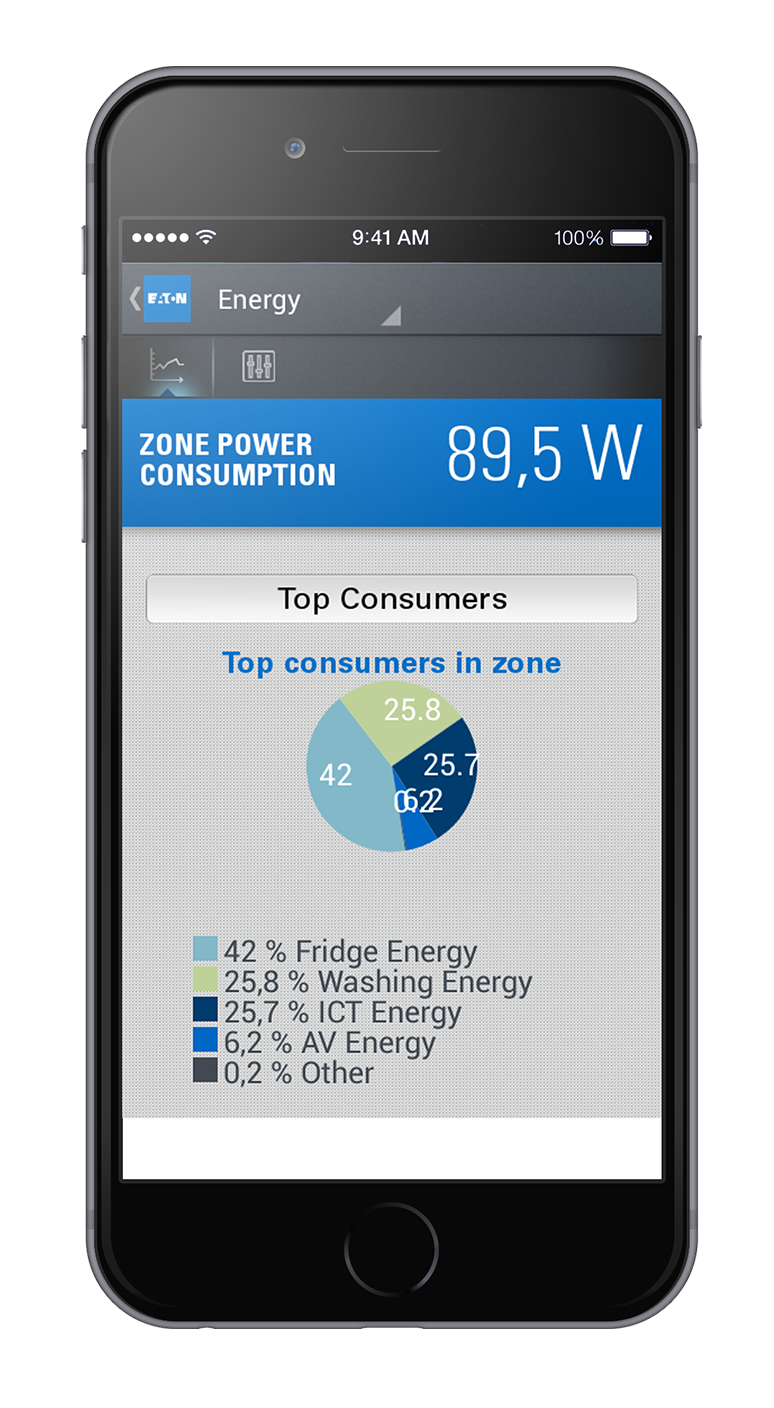 9:41 AM
100%
EATON
Energy
ZONE POWER
CONSUMPTION
89,5 W
Top Consumers
Top consumers in zone
25.8
25.7
42
6.2
0.2
42 % Fridge Energy
25,8 % Washing Energy
25,7 % ICT Energy
6,2 % AV Energy
0,2 % Other